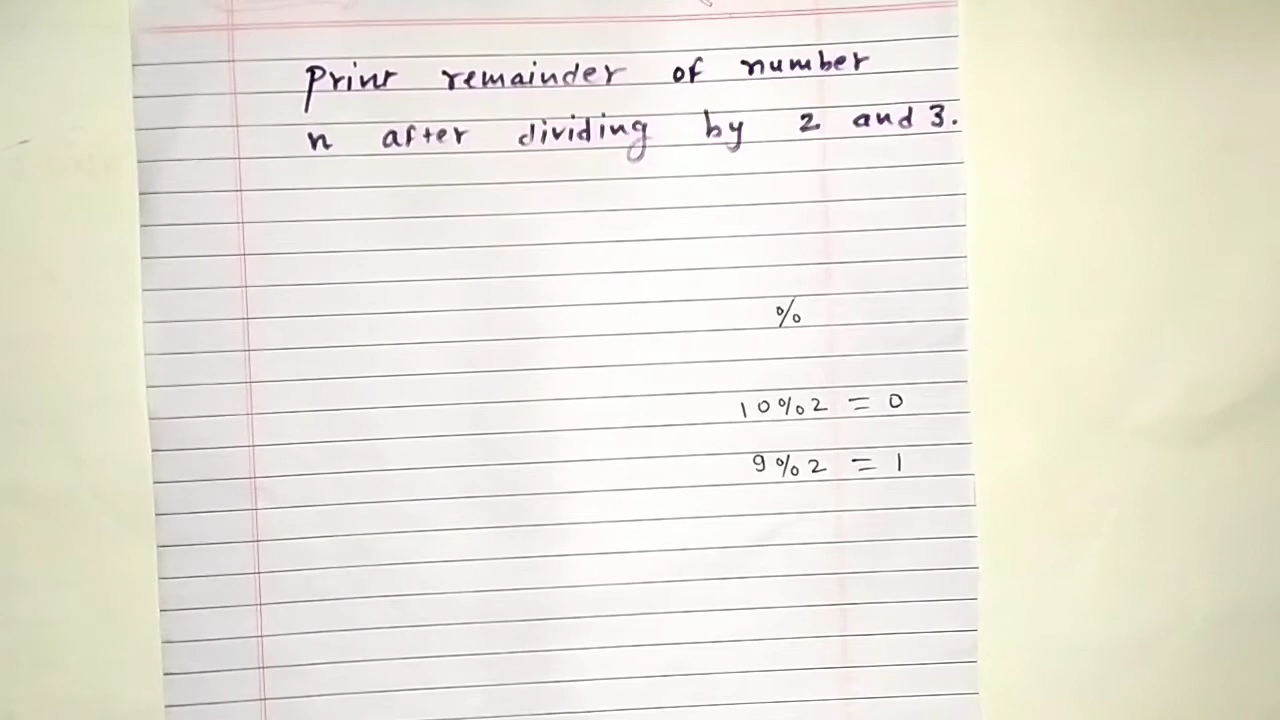 Print remainder of number
n after dividing by 2 and 3.
%
10%2 = 0
9%2 = 1